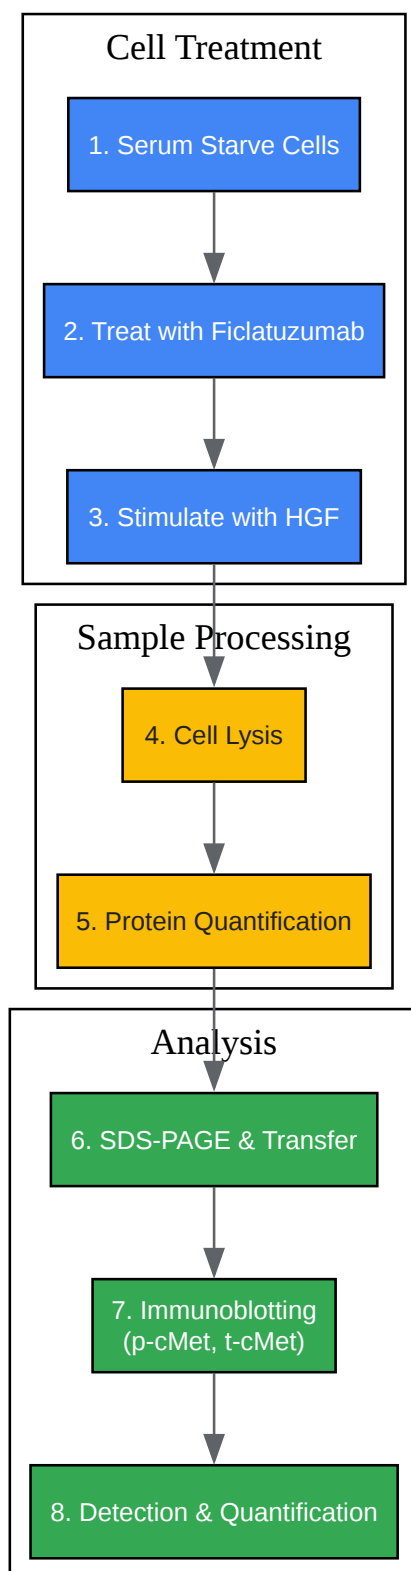 Cell Treatment
1. Serum Starve Cells
2. Treat with Ficlatuzumab
3. Stimulate with HGF
Sample Processing
4. Cell Lysis
5. Protein Quantification
Analysis
6. SDS-PAGE & Transfer
7. Immunoblotting
(p-cMet, t-cMet)
8. Detection & Quantification